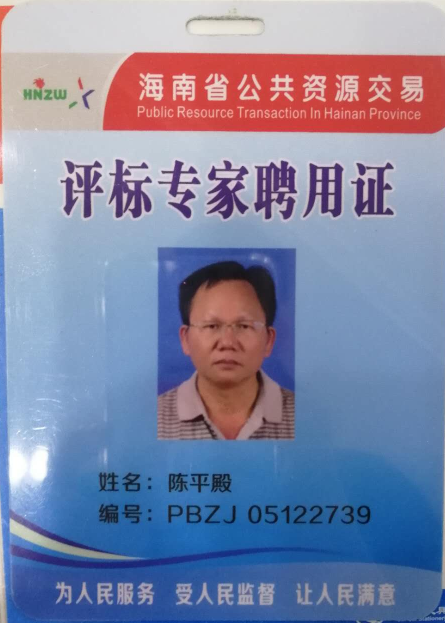 HNZW
海南省公共资源交易
Public Resource Transaction In Hainan Province
评标专家聘用证
姓名：陈平殿
编号：PBZJ 05122739
为人民服务 受人民监督 让人民满意